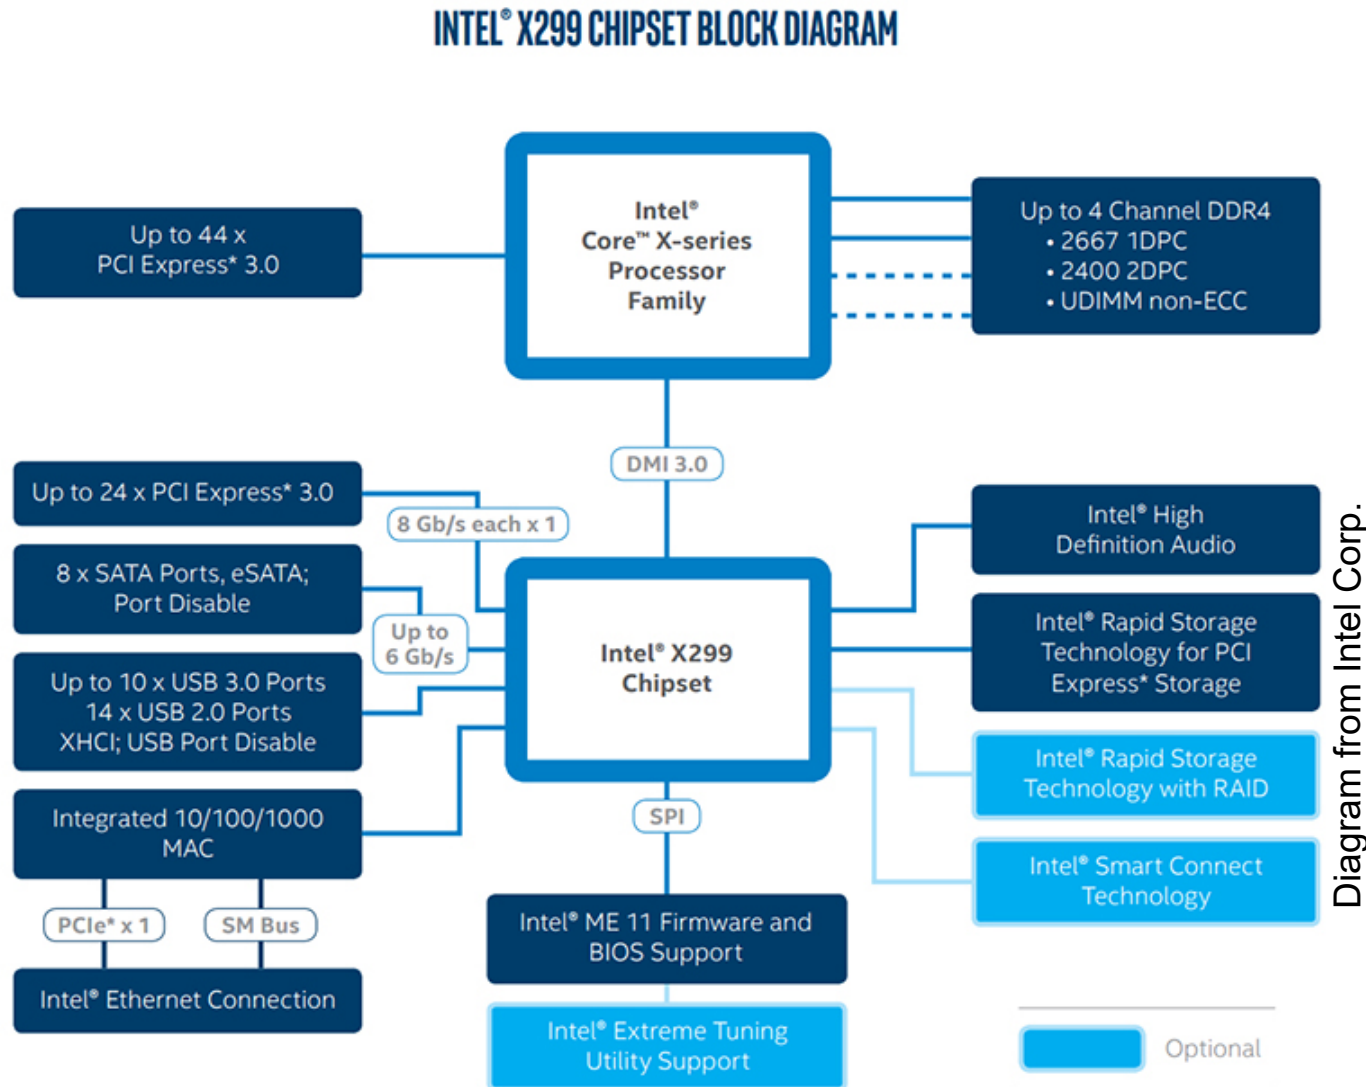 INTEL® X299 CHIPSET BLOCK DIAGRAM
Up to 44 x
PCI Express* 3.0
Intel®
Core™ X-series
Processor
Family
Up to 4 Channel DDR4
• 2667 1DPC
• 2400 2DPC
• UDIMM non-ECC
DMI 3.0
Up to 24 x PCI Express* 3.0
8 Gb/s each x 1
8 x SATA Ports, eSATA;
Port Disable
Up to
6 Gb/s
Up to 10 x USB 3.0 Ports
14 x USB 2.0 Ports
XHCI; USB Port Disable
Integrated 10/100/1000
MAC
PCIe* x 1
SM Bus
Intel® Ethernet Connection
Intel® X299
Chipset
SPI
Intel® ME 11 Firmware and
BIOS Support
Intel® Extreme Tuning
Utility Support
Intel® High
Definition Audio
Intel® Rapid Storage
Technology for PCI
Express* Storage
Intel® Rapid Storage
Technology with RAID
Intel® Smart Connect
Technology
Optional
Diagram from Intel Corp.